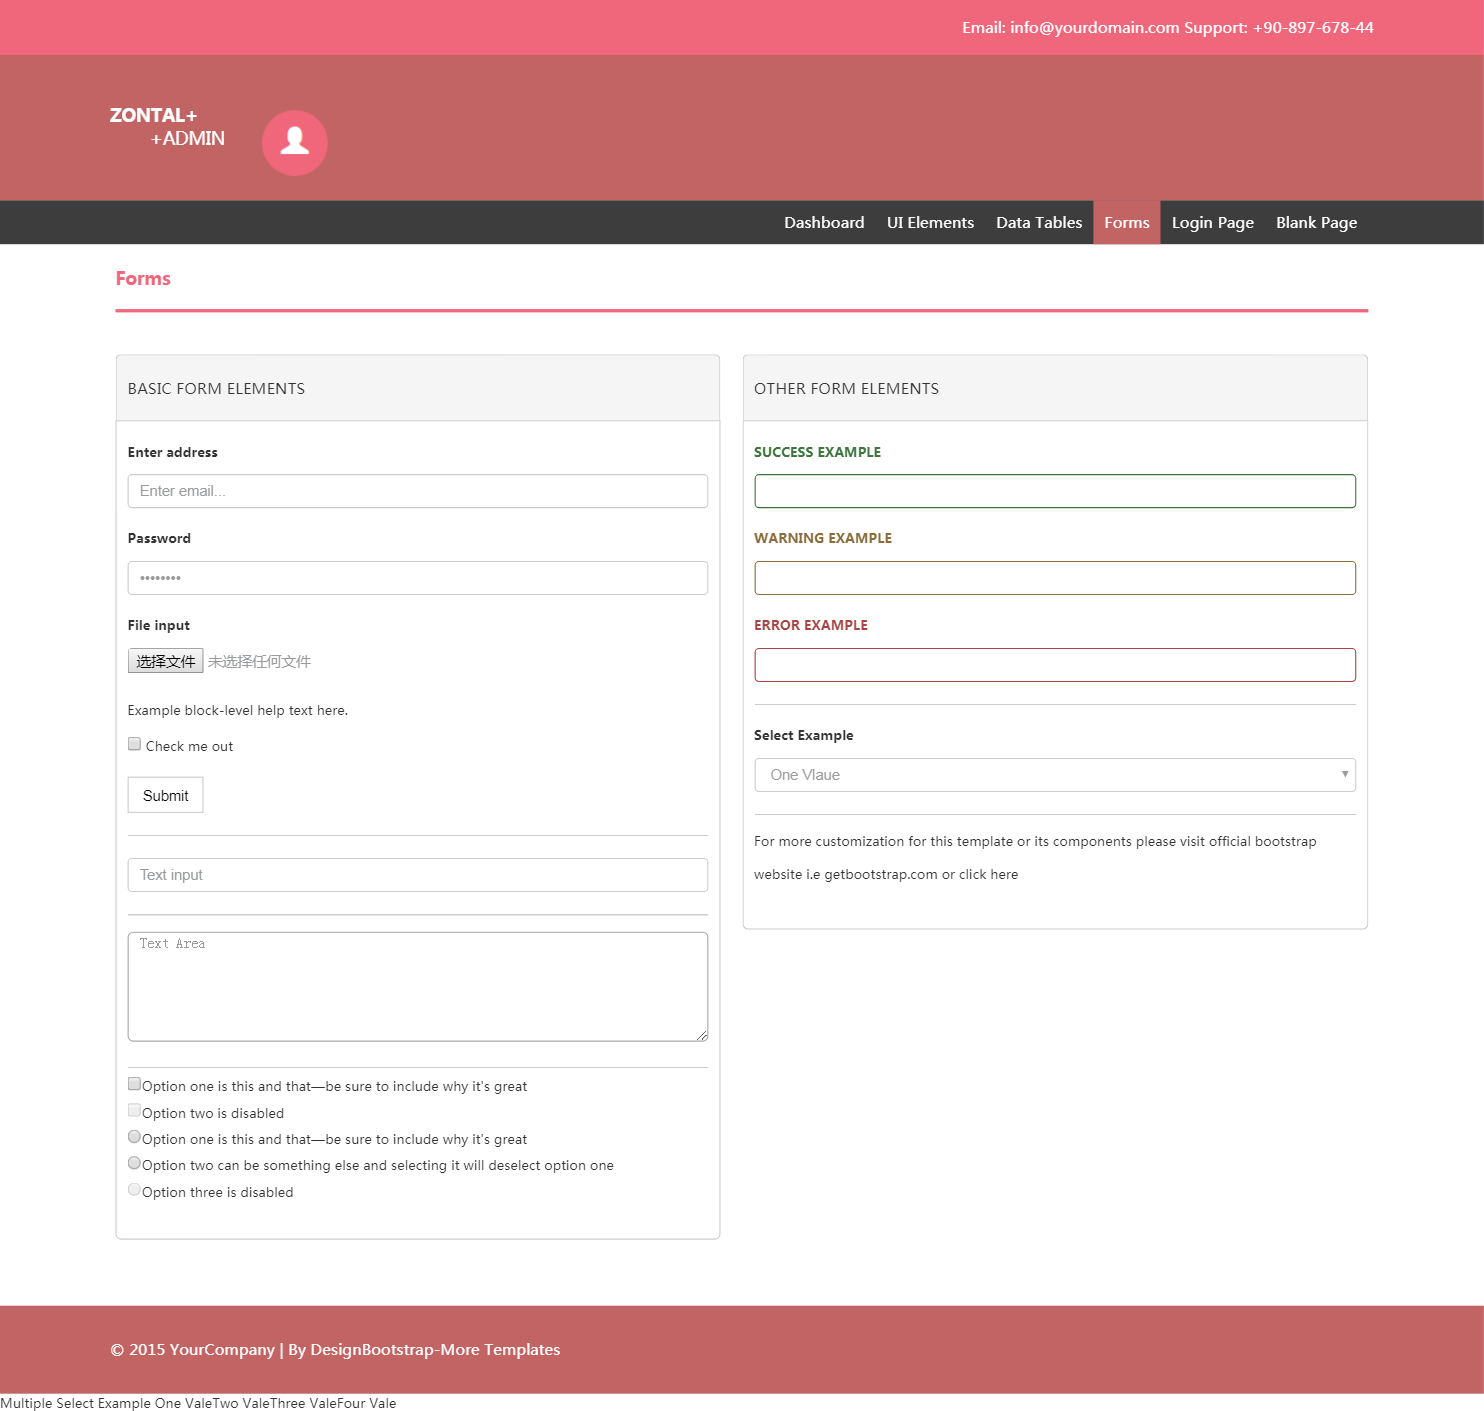 Email: info@yourdomain.com Support: +90-897-678-44
ZONTAL+
+ADMIN
Dashboard UI Elements Data Tables Forms Login Page Blank Page
Forms
BASIC FORM ELEMENTS
Enter address
Enter email...
Password
••••••••
File input
选择文件 未选择任何文件
Example block-level help text here.
Check me out
Submit
Text input
Text Area
Option one is this and that—be sure to include why it's great
Option two is disabled
Option one is this and that—be sure to include why it's great
Option two can be something else and selecting it will deselect option one
Option three is disabled
OTHER FORM ELEMENTS
SUCCESS EXAMPLE
WARNING EXAMPLE
ERROR EXAMPLE
Select Example
One Vlaue
For more customization for this template or its components please visit official bootstrap
website i.e getbootstrap.com or click here
© 2015 YourCompany | By DesignBootstrap-More Templates
Multiple Select Example One ValeTwo ValeThree ValeFour Vale